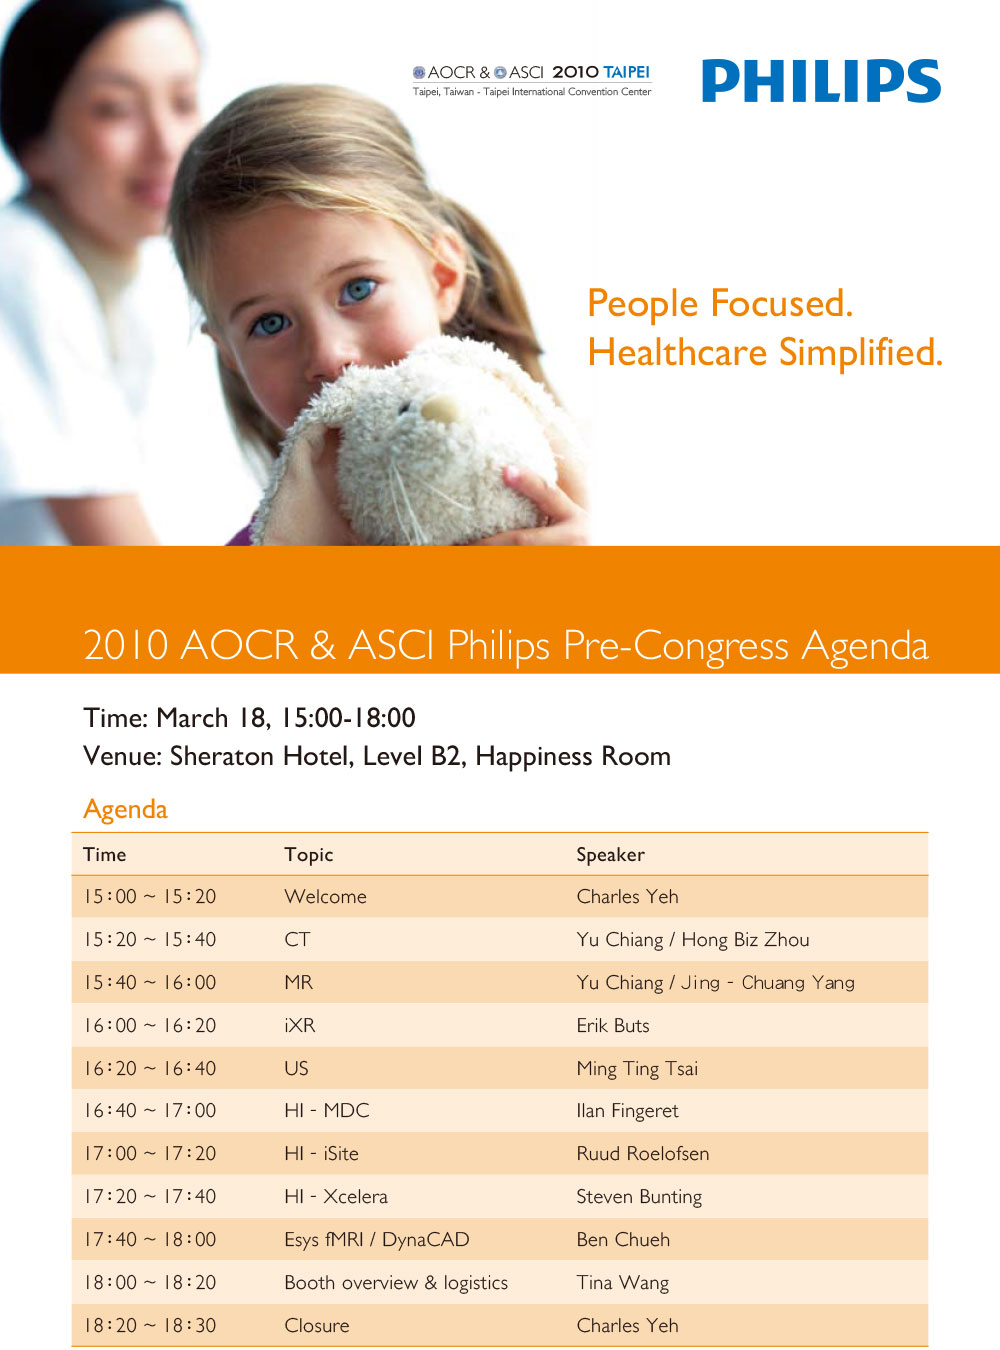 AOCR & ASCI 2010 TAIPEI
Taipei, Taiwan - Taipei International Convention Center
PHILIPS
People Focused.
Healthcare Simplified.
2010 AOCR & ASCI Philips Pre-Congress Agenda
Time: March 18, 15:00-18:00
Venue: Sheraton Hotel, Level B2, Happiness Room
Agenda
Time Topic Speaker
15:00 ~ 15:20 Welcome Charles Yeh
15:20 ~ 15:40 CT Yu Chiang / Hong Biz Zhou
15:40 ~ 16:00 MR Yu Chiang / Jing - Chuang Yang
16:00 ~ 16:20 iXR Erik Buts
16:20 ~ 16:40 US Ming Ting Tsai
16:40 ~ 17:00 HI - MDC Ilan Fingeret
17:00 ~ 17:20 HI - iSite Ruud Roelofsen
17:20 ~ 17:40 HI - Xcelera Steven Bunting
17:40 ~ 18:00 Esys fMRI / DynaCAD Ben Chueh
18:00 ~ 18:20 Booth overview & logistics Tina Wang
18:20 ~ 18:30 Closure Charles Yeh